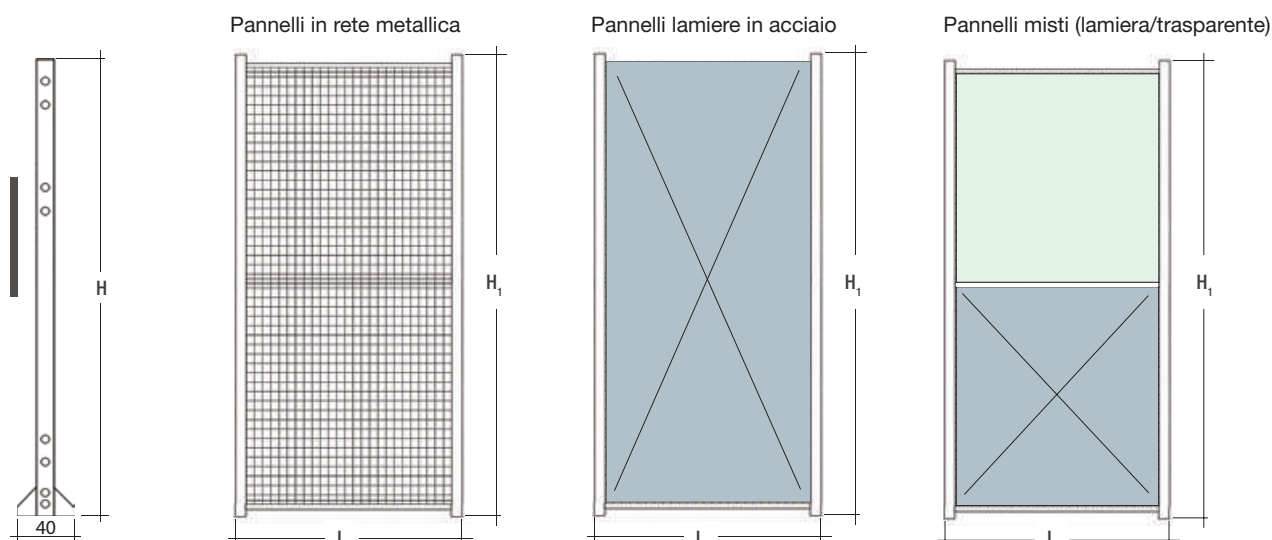 Pannelli in rete metallica
Pannelli lamiere in acciaio
Pannelli misti (lamiera/trasparente)
H
H₁
H₁
H₁
40